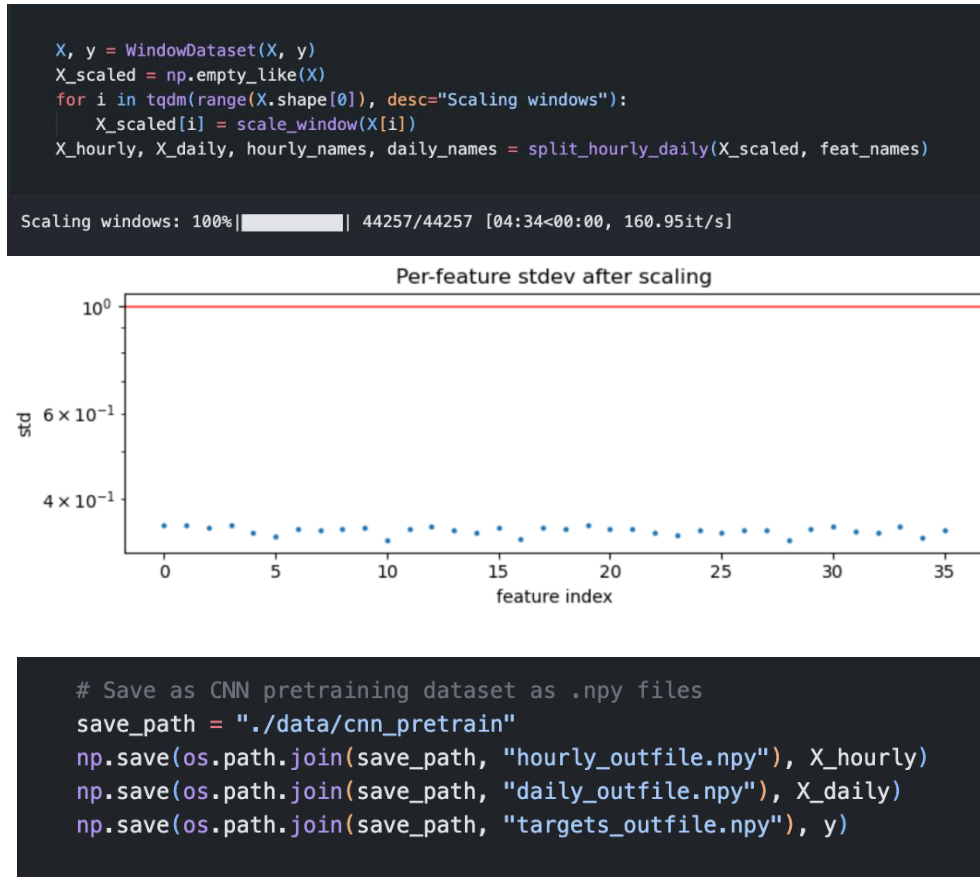 X, y = WindowDataset(X, y)
X_scaled = np.empty_like(X)
for i in tqdm(range(X.shape[0]), desc="Scaling windows"):
    X_scaled[i] = scale_window(X[i])
X_hourly, X_daily, hourly_names, daily_names = split_hourly_daily(X_scaled, feat_names)
Scaling windows: 100%|██████████| 44257/44257 [04:34<00:00, 160.95it/s]
Per-feature stdev after scaling
10⁰
6 × 10⁻¹
4 × 10⁻¹
std
0 5 10 15 20 25 30 35
feature index
# Save as CNN pretraining dataset as .npy files
save_path = "./data/cnn_pretrain"
np.save(os.path.join(save_path, "hourly_outfile.npy"), X_hourly)
np.save(os.path.join(save_path, "daily_outfile.npy"), X_daily)
np.save(os.path.join(save_path, "targets_outfile.npy"), y)